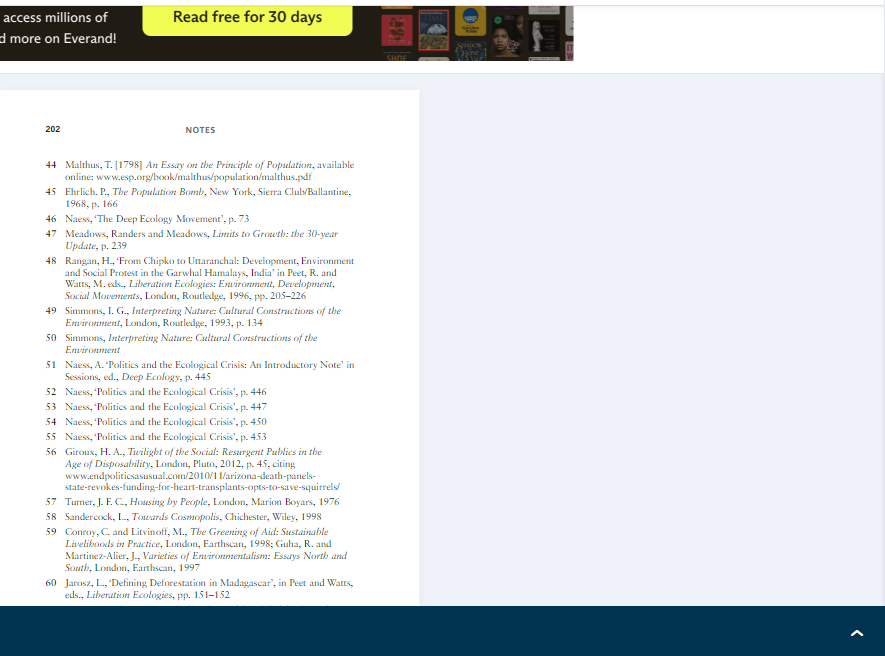 access millions of
d more on Everand!
Read free for 30 days
202 NOTES
44 Malthus, T. [1798] An Essay on the Principle of Population, available
online: www.esp.org/book/malthus/population/malthus.pdf
45 Ehrlich. P., The Population Bomb, New York, Sierra Club/Ballantine,
1968, p. 166
46 Naess, ‘The Deep Ecology Movement’, p. 73
47 Meadows, Randers and Meadows, Limits to Growth: the 30-year
Update, p. 239
48 Rangan, H., ‘From Chipko to Uttaranchal: Development, Environment
and Social Protest in the Garwhal Hamalays, India’ in Peet, R. and
Watts, M. eds., Liberation Ecologies: Environment, Development,
Social Movements, London, Routledge, 1996, pp. 205–226
49 Simmons, I. G., Interpreting Nature: Cultural Constructions of the
Environment, London, Routledge, 1993, p. 134
50 Simmons, Interpreting Nature: Cultural Constructions of the
Environment
51 Naess, A. ‘Politics and the Ecological Crisis: An Introductory Note’ in
Sessions, ed., Deep Ecology, p. 445
52 Naess, ‘Politics and the Ecological Crisis’, p. 446
53 Naess, ‘Politics and the Ecological Crisis’, p. 447
54 Naess, ‘Politics and the Ecological Crisis’, p. 450
55 Naess, ‘Politics and the Ecological Crisis’, p. 453
56 Giroux, H. A., Twilight of the Social: Resurgent Publics in the
Age of Disposability, London, Pluto, 2012, p. 45, citing
www.endpoliticsasusual.com/2010/11/arizona-death-panels-
state-revokes-funding-for-heart-transplants-opts-to-save-squirrels/
57 Turner, J. F. C., Housing by People, London, Marion Boyars, 1976
58 Sandercock, L., Towards Cosmopolis, Chichester, Wiley, 1998
59 Conroy, C. and Litvinoff, M., The Greening of Aid: Sustainable
Livelihoods in Practice, London, Earthscan, 1998; Guha, R. and
Martinez-Alier, J., Varieties of Environmentalism: Essays North and
South, London, Earthscan, 1997
60 Jarosz, L., ‘Defining Deforestation in Madagascar’, in Peet and Watts,
eds., Liberation Ecologies, pp. 151–152